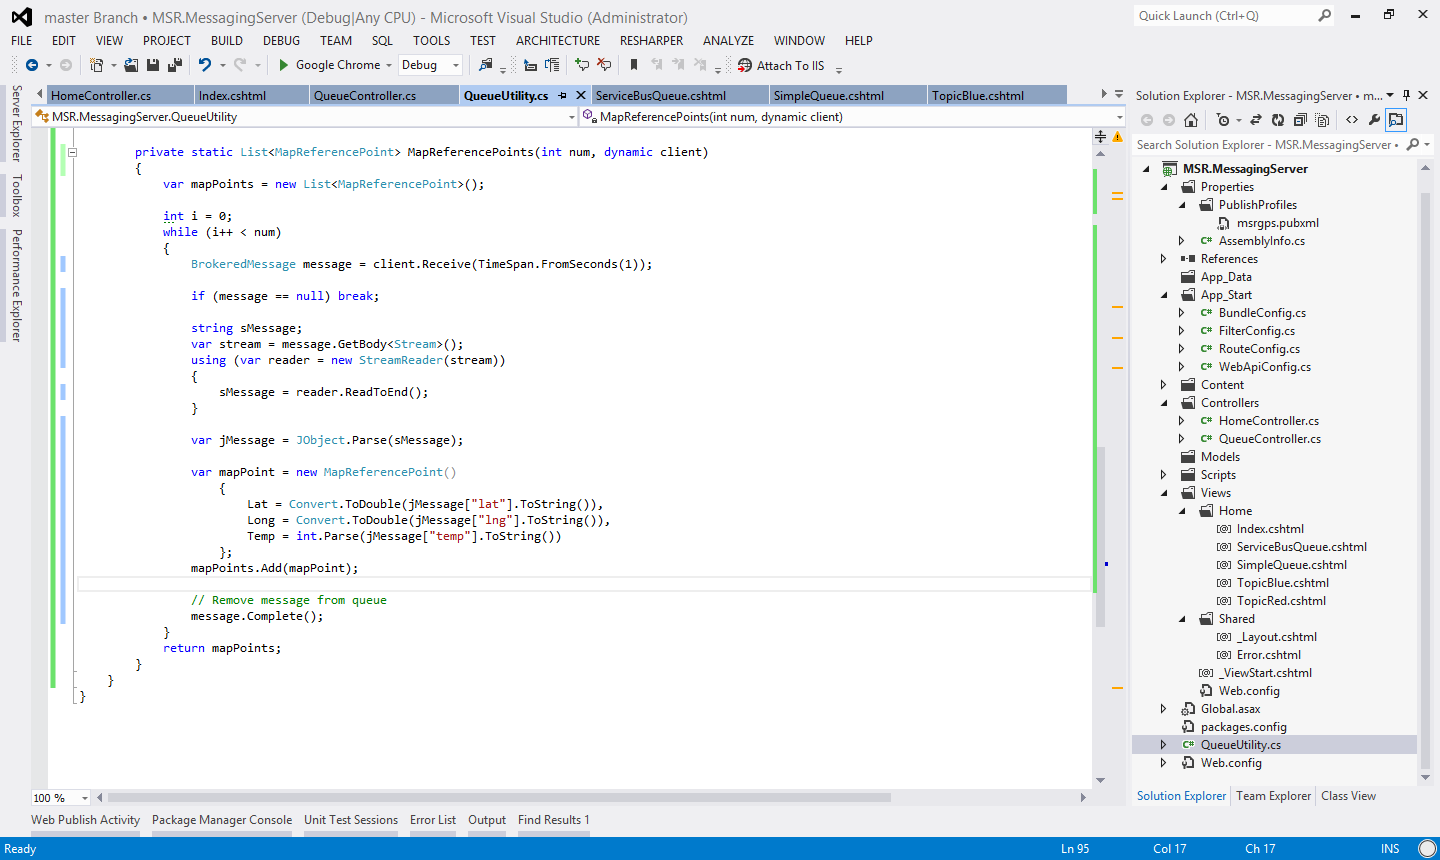 master Branch • MSR.MessagingServer (Debug|Any CPU) - Microsoft Visual Studio (Administrator)
Quick Launch (Ctrl+Q)
FILE EDIT VIEW PROJECT BUILD DEBUG TEAM SQL TOOLS TEST ARCHITECTURE RESHARPER ANALYZE WINDOW HELP
Google Chrome Debug Attach To IIS
Server Explorer
Toolbox
Performance Explorer
HomeController.cs Index.cshtml QueueController.cs QueueUtility.cs ServiceBusQueue.cshtml SimpleQueue.cshtml TopicBlue.cshtml
MSR.MessagingServer.QueueUtility MapReferencePoints(int num, dynamic client)
private static List<MapReferencePoint> MapReferencePoints(int num, dynamic client)
{
var mapPoints = new List<MapReferencePoint>();
int i = 0;
while (i++ < num)
{
BrokeredMessage message = client.Receive(TimeSpan.FromSeconds(1));
if (message == null) break;
string sMessage;
var stream = message.GetBody<Stream>();
using (var reader = new StreamReader(stream))
{
sMessage = reader.ReadToEnd();
}
var jMessage = JObject.Parse(sMessage);
var mapPoint = new MapReferencePoint()
{
Lat = Convert.ToDouble(jMessage["lat"].ToString()),
Long = Convert.ToDouble(jMessage["lng"].ToString()),
Temp = int.Parse(jMessage["temp"].ToString())
};
mapPoints.Add(mapPoint);
// Remove message from queue
message.Complete();
}
return mapPoints;
}
}
}
100 %
Solution Explorer - MSR.MessagingServer • m...
Search Solution Explorer - MSR.MessagingServer •
MSR.MessagingServer
Properties
PublishProfiles
msrgps.pubxml
C# AssemblyInfo.cs
References
App_Data
App_Start
C# BundleConfig.cs
C# FilterConfig.cs
C# RouteConfig.cs
C# WebApiConfig.cs
Content
Controllers
C# HomeController.cs
C# QueueController.cs
Models
Scripts
Views
Home
[@] Index.cshtml
[@] ServiceBusQueue.cshtml
[@] SimpleQueue.cshtml
[@] TopicBlue.cshtml
[@] TopicRed.cshtml
Shared
[@] _Layout.cshtml
[@] Error.cshtml
[@] _ViewStart.cshtml
Web.config
Global.asax
packages.config
C# QueueUtility.cs
Web.config
Solution Explorer Team Explorer Class View
Web Publish Activity Package Manager Console Unit Test Sessions Error List Output Find Results 1
Ready Ln 95 Col 17 Ch 17 INS